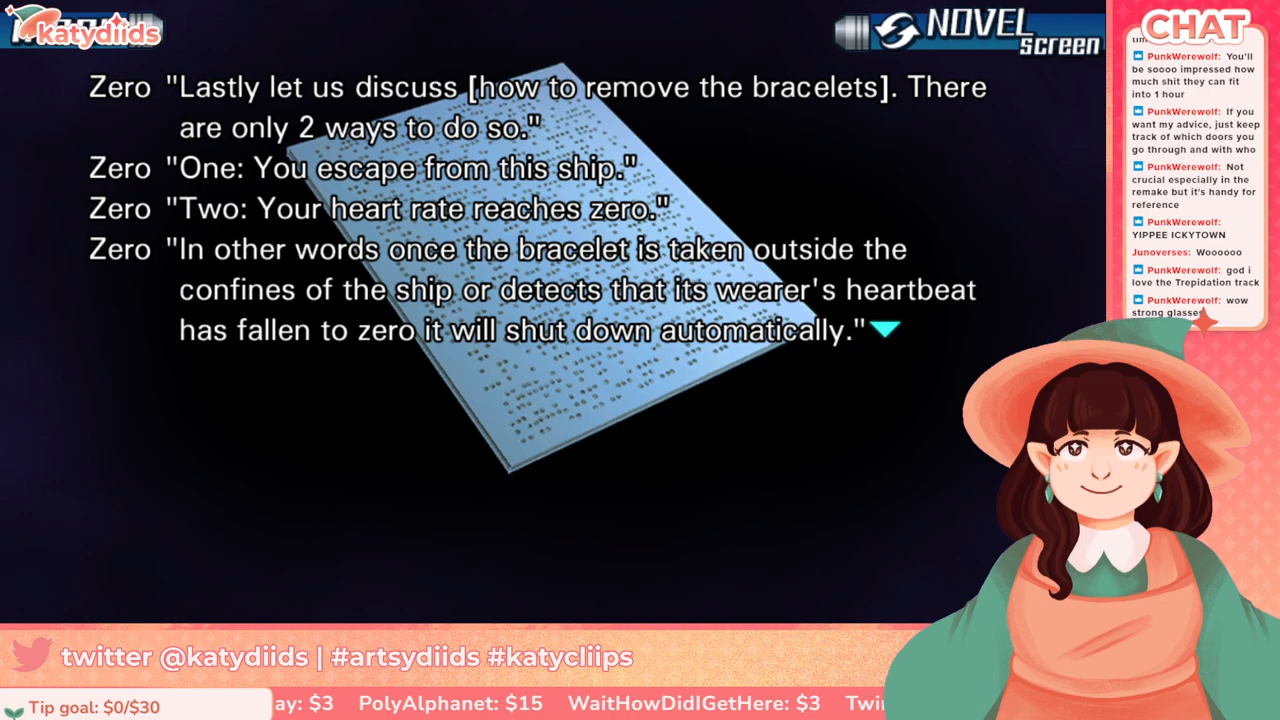 katydiids
NOVEL
screen
Zero "Lastly let us discuss [how to remove the bracelets]. There
are only 2 ways to do so."
Zero "One: You escape from this ship."
Zero "Two: Your heart rate reaches zero."
Zero "In other words once the bracelet is taken outside the
confines of the ship or detects that its wearer's heartbeat
has fallen to zero it will shut down automatically."
CHAT
PunkWerewolf: You'll
be soooo impressed how
much shit they can fit
into 1 hour
PunkWerewolf: If you
want my advice, just keep
track of which doors you
go through and with who
PunkWerewolf: Not
crucial especially in the
remake but it's handy for
reference
PunkWerewolf:
YIPPEE ICKYTOWN
Junoverses: Woooooo
PunkWerewolf: god i
love the Trepidation track
PunkWerewolf: wow
strong glasses
twitter @katydiids | #artsydiids #katycliips
Tip goal: $0/$30
ay: $3 PolyAlphanet: $15 WaitHowDidIGetHere: $3 Twi